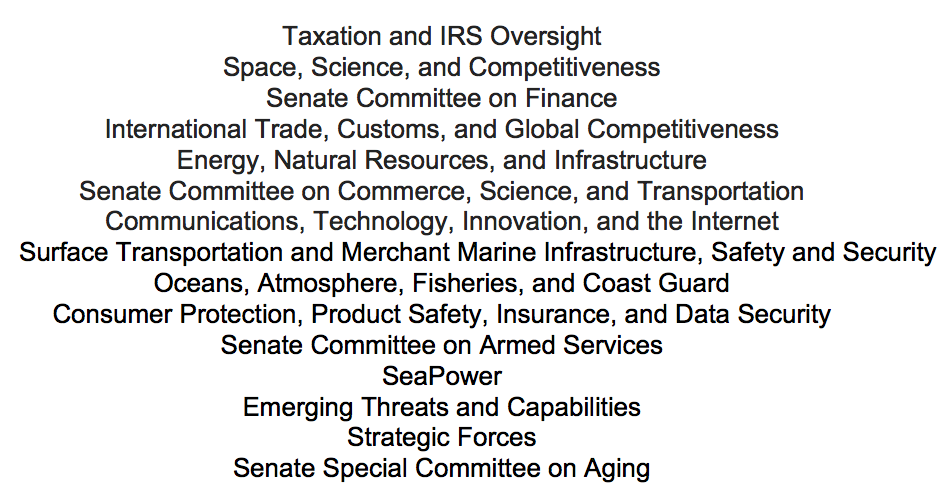 Taxation and IRS Oversight
Space, Science, and Competitiveness
Senate Committee on Finance
International Trade, Customs, and Global Competitiveness
Energy, Natural Resources, and Infrastructure
Senate Committee on Commerce, Science, and Transportation
Communications, Technology, Innovation, and the Internet
Surface Transportation and Merchant Marine Infrastructure, Safety and Security
Oceans, Atmosphere, Fisheries, and Coast Guard
Consumer Protection, Product Safety, Insurance, and Data Security
Senate Committee on Armed Services
SeaPower
Emerging Threats and Capabilities
Strategic Forces
Senate Special Committee on Aging